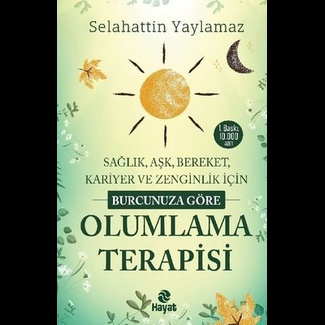 Selahattin Yaylamaz
1. Baskı
10.000
ADET
SAĞLIK, AŞK, BEREKET,
KARİYER VE ZENGİNLİK İÇİN
BURCUNUZA GÖRE
OLUMLAMA
TERAPİSİ
Hayat